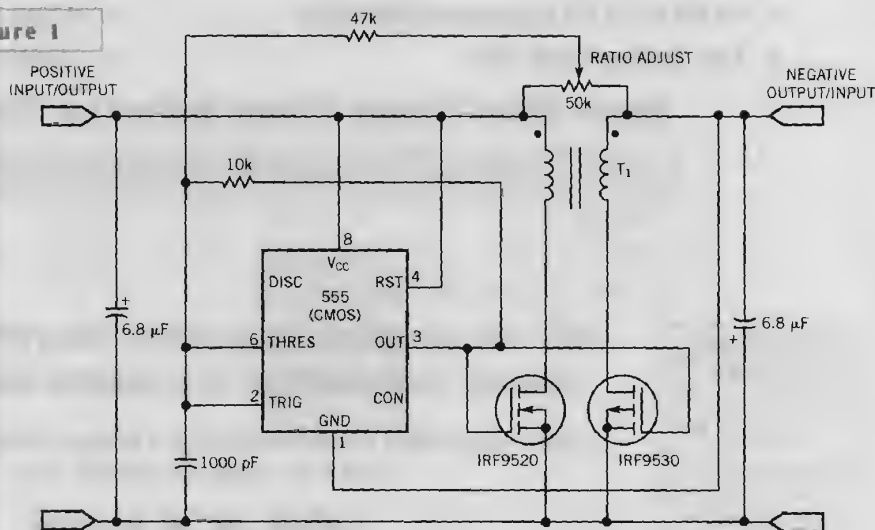 ure 1
47k
RATIO ADJUST
POSITIVE
INPUT/OUTPUT
50k
NEGATIVE
OUTPUT/INPUT
10k
T1
8
VCC
DISC
RST
4
555
(CMOS)
+
6.8 µF
6
THRES
OUT
3
6.8 µF
+
2
TRIG
CON
GND
1
1000 pF
IRF9520
IRF9530